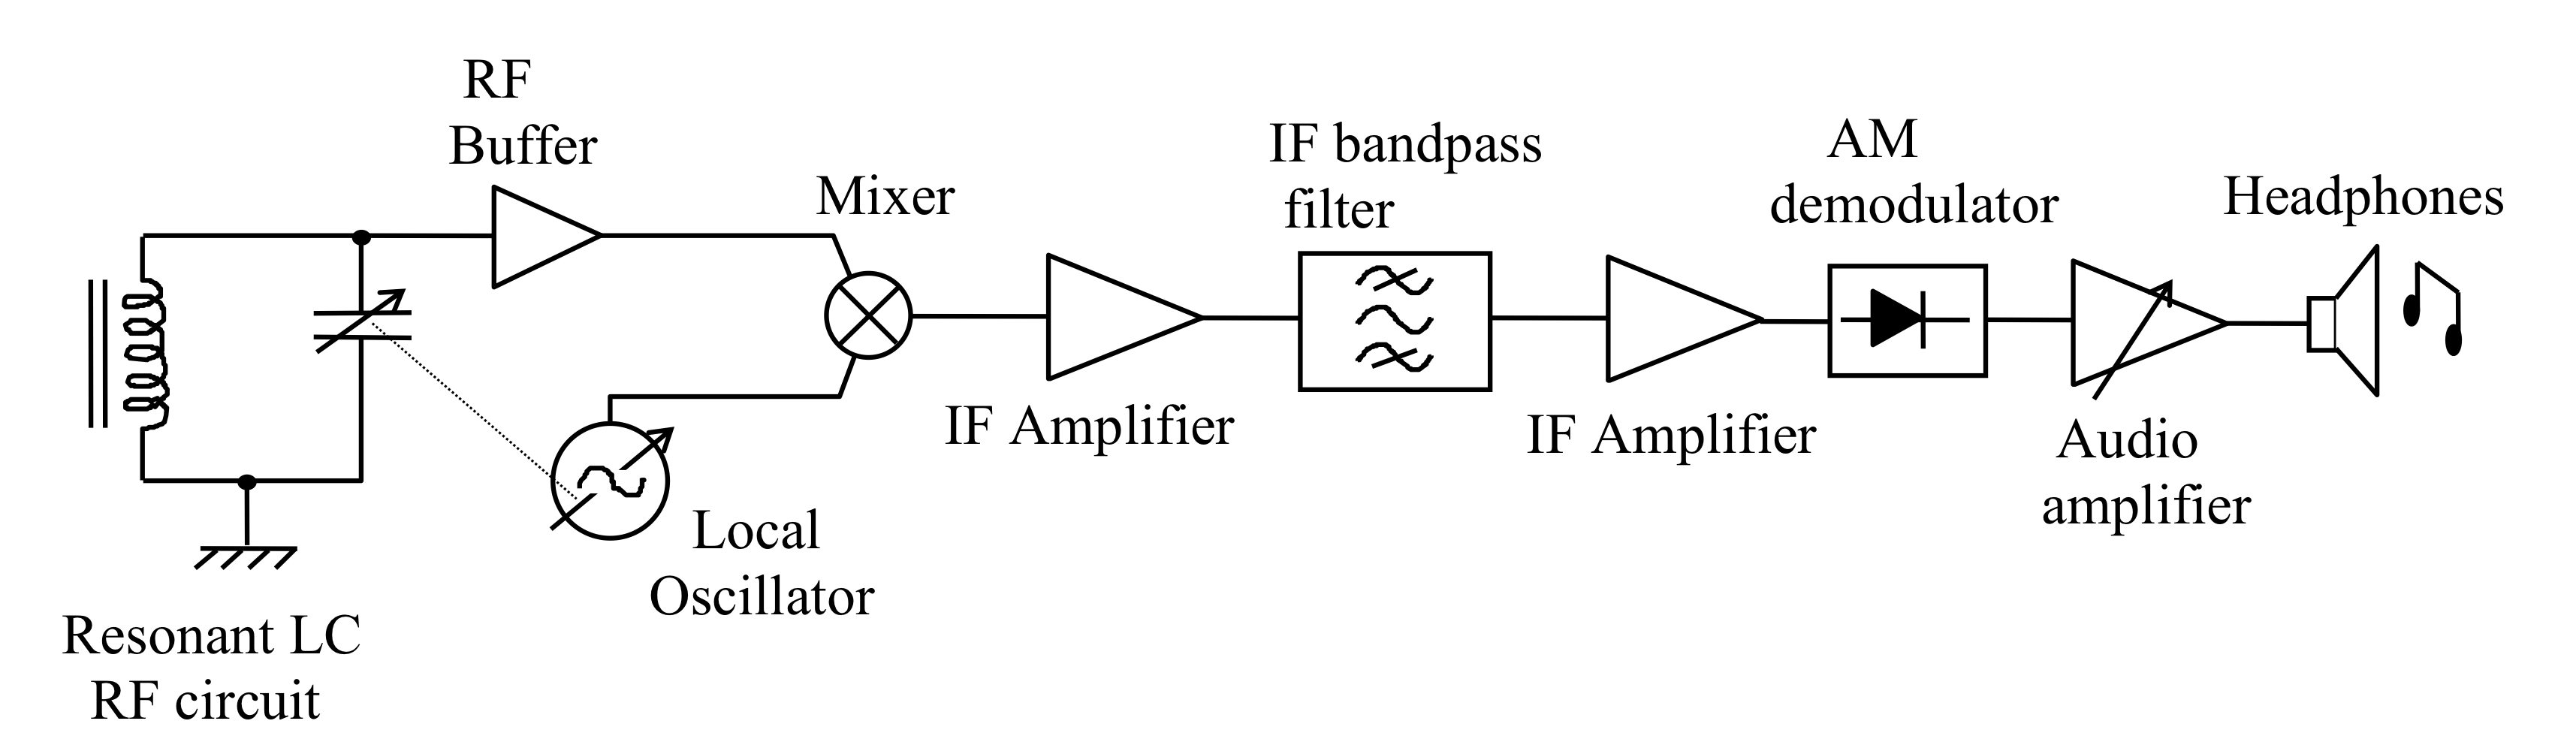 RF
Buffer
Mixer
IF Amplifier
IF bandpass
filter
IF Amplifier
AM
demodulator
Audio
amplifier
Headphones
Local
Oscillator
Resonant LC
RF circuit